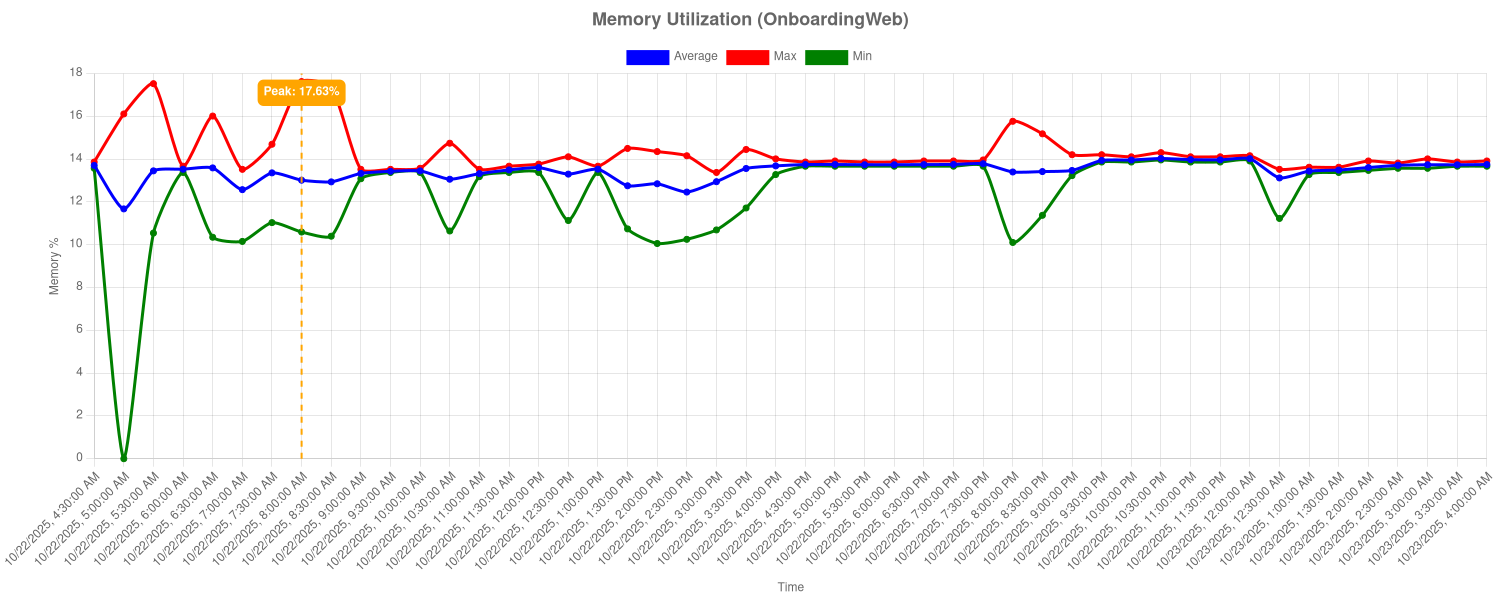 Memory Utilization (OnboardingWeb)
Average Max Min
18
Peak: 17.63%
16
14
12
10
8
6
4
2
0
Memory %
10/22/2025, 4:30:00 AM
10/22/2025, 5:00:00 AM
10/22/2025, 5:30:00 AM
10/22/2025, 6:00:00 AM
10/22/2025, 6:30:00 AM
10/22/2025, 7:00:00 AM
10/22/2025, 7:30:00 AM
10/22/2025, 8:00:00 AM
10/22/2025, 8:30:00 AM
10/22/2025, 9:00:00 AM
10/22/2025, 9:30:00 AM
10/22/2025, 10:00:00 AM
10/22/2025, 10:30:00 AM
10/22/2025, 11:00:00 AM
10/22/2025, 11:30:00 AM
10/22/2025, 12:00:00 PM
10/22/2025, 12:30:00 PM
10/22/2025, 1:00:00 PM
10/22/2025, 1:30:00 PM
10/22/2025, 2:00:00 PM
10/22/2025, 2:30:00 PM
10/22/2025, 3:00:00 PM
10/22/2025, 3:30:00 PM
10/22/2025, 4:00:00 PM
10/22/2025, 4:30:00 PM
10/22/2025, 5:00:00 PM
10/22/2025, 5:30:00 PM
10/22/2025, 6:00:00 PM
10/22/2025, 6:30:00 PM
10/22/2025, 7:00:00 PM
10/22/2025, 7:30:00 PM
10/22/2025, 8:00:00 PM
10/22/2025, 8:30:00 PM
10/22/2025, 9:00:00 PM
10/22/2025, 9:30:00 PM
10/22/2025, 10:00:00 PM
10/22/2025, 10:30:00 PM
10/22/2025, 11:00:00 PM
10/22/2025, 11:30:00 PM
10/23/2025, 12:00:00 AM
10/23/2025, 12:30:00 AM
10/23/2025, 1:00:00 AM
10/23/2025, 1:30:00 AM
10/23/2025, 2:00:00 AM
10/23/2025, 2:30:00 AM
10/23/2025, 3:00:00 AM
10/23/2025, 3:30:00 AM
10/23/2025, 4:00:00 AM
Time